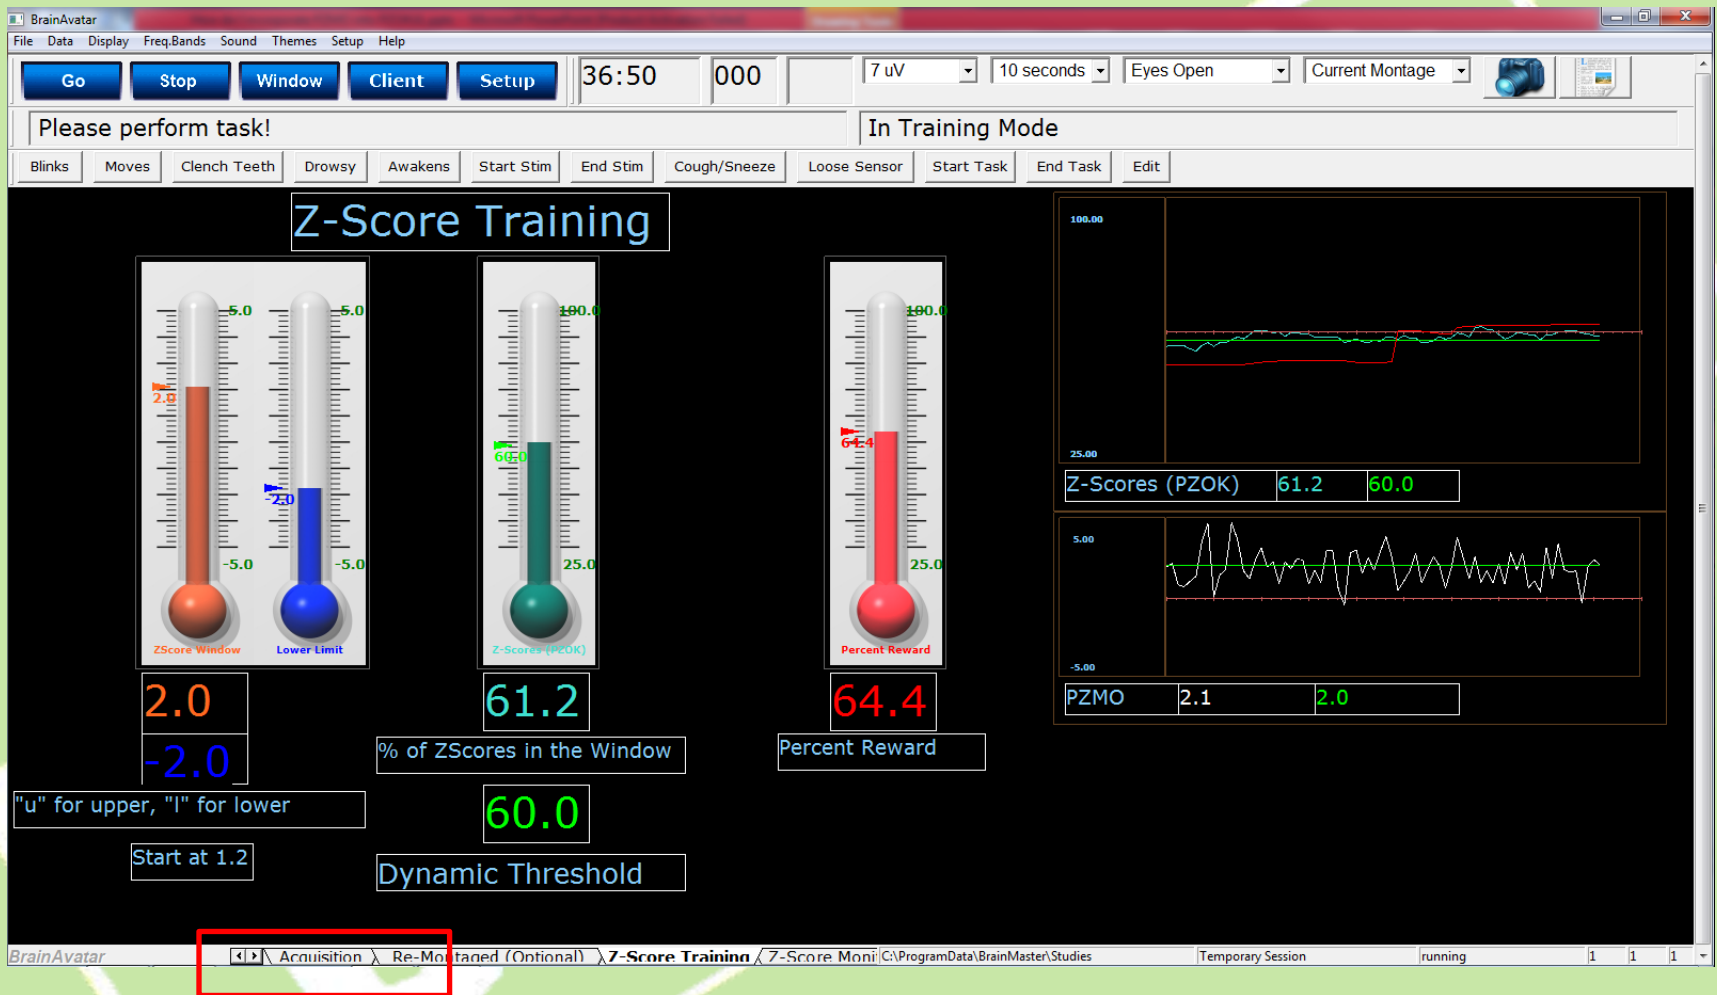 BrainAvatar
File Data Display Freq.Bands Sound Themes Setup Help
Go Stop Window Client Setup 36:50 000 7 uV 10 seconds Eyes Open Current Montage
Please perform task! In Training Mode
Blinks Moves Clench Teeth Drowsy Awakens Start Stim End Stim Cough/Sneeze Loose Sensor Start Task End Task Edit
Z-Score Training
5.0 5.0 100.0 100.0
2.0
-2.0
60.0
64.4
-5.0 -5.0 25.0 25.0
ZScore Window Lower Limit Z-Scores (PZOK) Percent Reward
2.0 61.2 64.4
-2.0 % of ZScores in the Window Percent Reward
"u" for upper, "l" for lower 60.0
Start at 1.2 Dynamic Threshold
100.00
25.00
Z-Scores (PZOK) 61.2 60.0
5.00
-5.00
PZMO 2.1 2.0
BrainAvatar Acquisition Re-Montaged (Optional) Z-Score Training Z-Score Moni C:\ProgramData\BrainMaster\Studies Temporary Session running 1 1 1